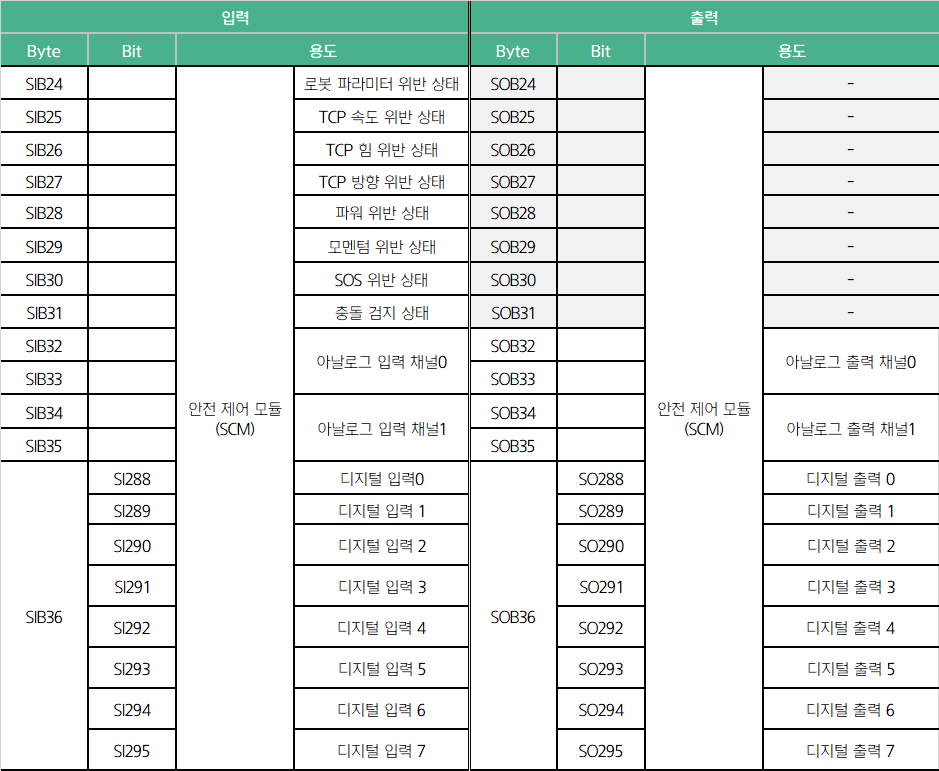 입력 출력
Byte Bit 용도 Byte Bit 용도
SIB24 로봇 파라미터 위반 상태 SOB24 -
SIB25 TCP 속도 위반 상태 SOB25 -
SIB26 TCP 힘 위반 상태 SOB26 -
SIB27 TCP 방향 위반 상태 SOB27 -
SIB28 파워 위반 상태 SOB28 -
SIB29 모멘텀 위반 상태 SOB29 -
SIB30 SOS 위반 상태 SOB30 -
SIB31 충돌 검지 상태 SOB31 -
SIB32 SOB32
아날로그 입력 채널0 아날로그 출력 채널0
SIB33 SOB33
SIB34 SOB34
안전 제어 모듈 안전 제어 모듈
(SCM) 아날로그 입력 채널1 (SCM) 아날로그 출력 채널1
SIB35 SOB35
SI288 디지털 입력0 SO288 디지털 출력 0
SI289 디지털 입력 1 SO289 디지털 출력 1
SI290 디지털 입력 2 SO290 디지털 출력 2
SI291 디지털 입력 3 SO291 디지털 출력 3
SIB36 SOB36
SI292 디지털 입력 4 SO292 디지털 출력 4
SI293 디지털 입력 5 SO293 디지털 출력 5
SI294 디지털 입력 6 SO294 디지털 출력 6
SI295 디지털 입력 7 SO295 디지털 출력 7